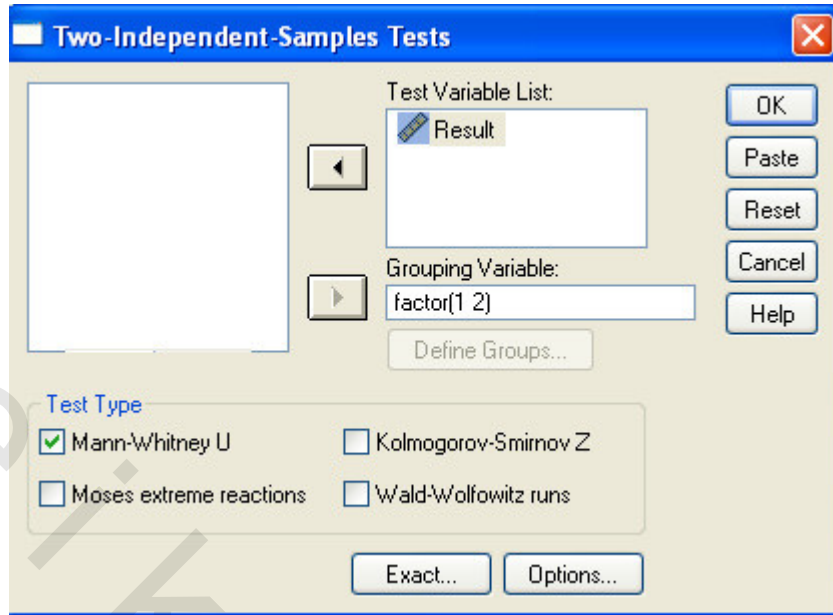 Two-Independent-Samples Tests
Test Variable List:
Result
Grouping Variable:
factor(1 2)
Define Groups...
OK
Paste
Reset
Cancel
Help
Test Type
Mann-Whitney U
Kolmogorov-Smirnov Z
Moses extreme reactions
Wald-Wolfowitz runs
Exact...
Options...